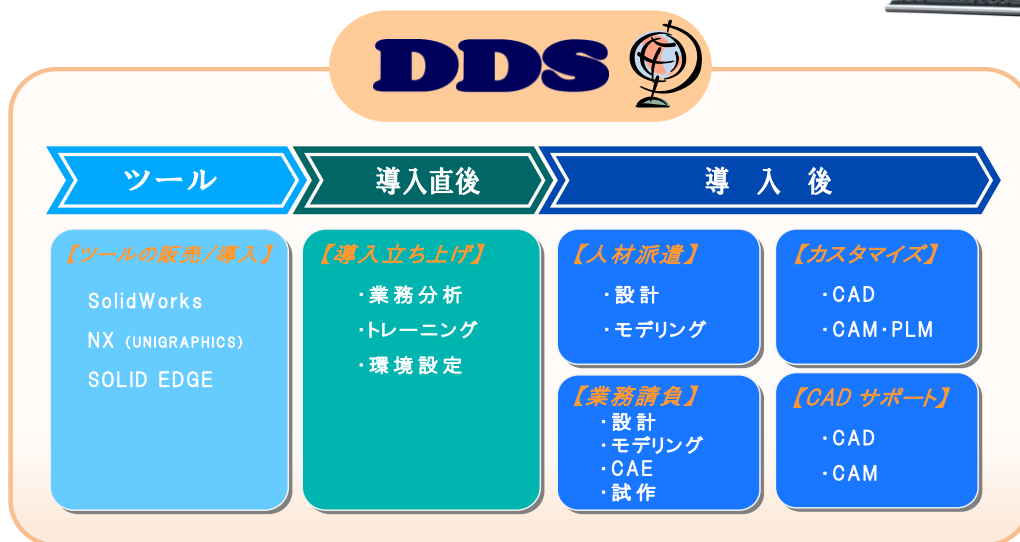 DDS
ツール
導入直後
導入後
【ツールの販売/導入】
SolidWorks
NX (UNIGRAPHICS)
SOLID EDGE
【導入立ち上げ】
・業務分析
・トレーニング
・環境設定
【人材派遣】
・設計
・モデリング
【カスタマイズ】
・CAD
・CAM・PLM
【業務請負】
・設計
・モデリング
・CAE
・試作
【CAD サポート】
・CAD
・CAM